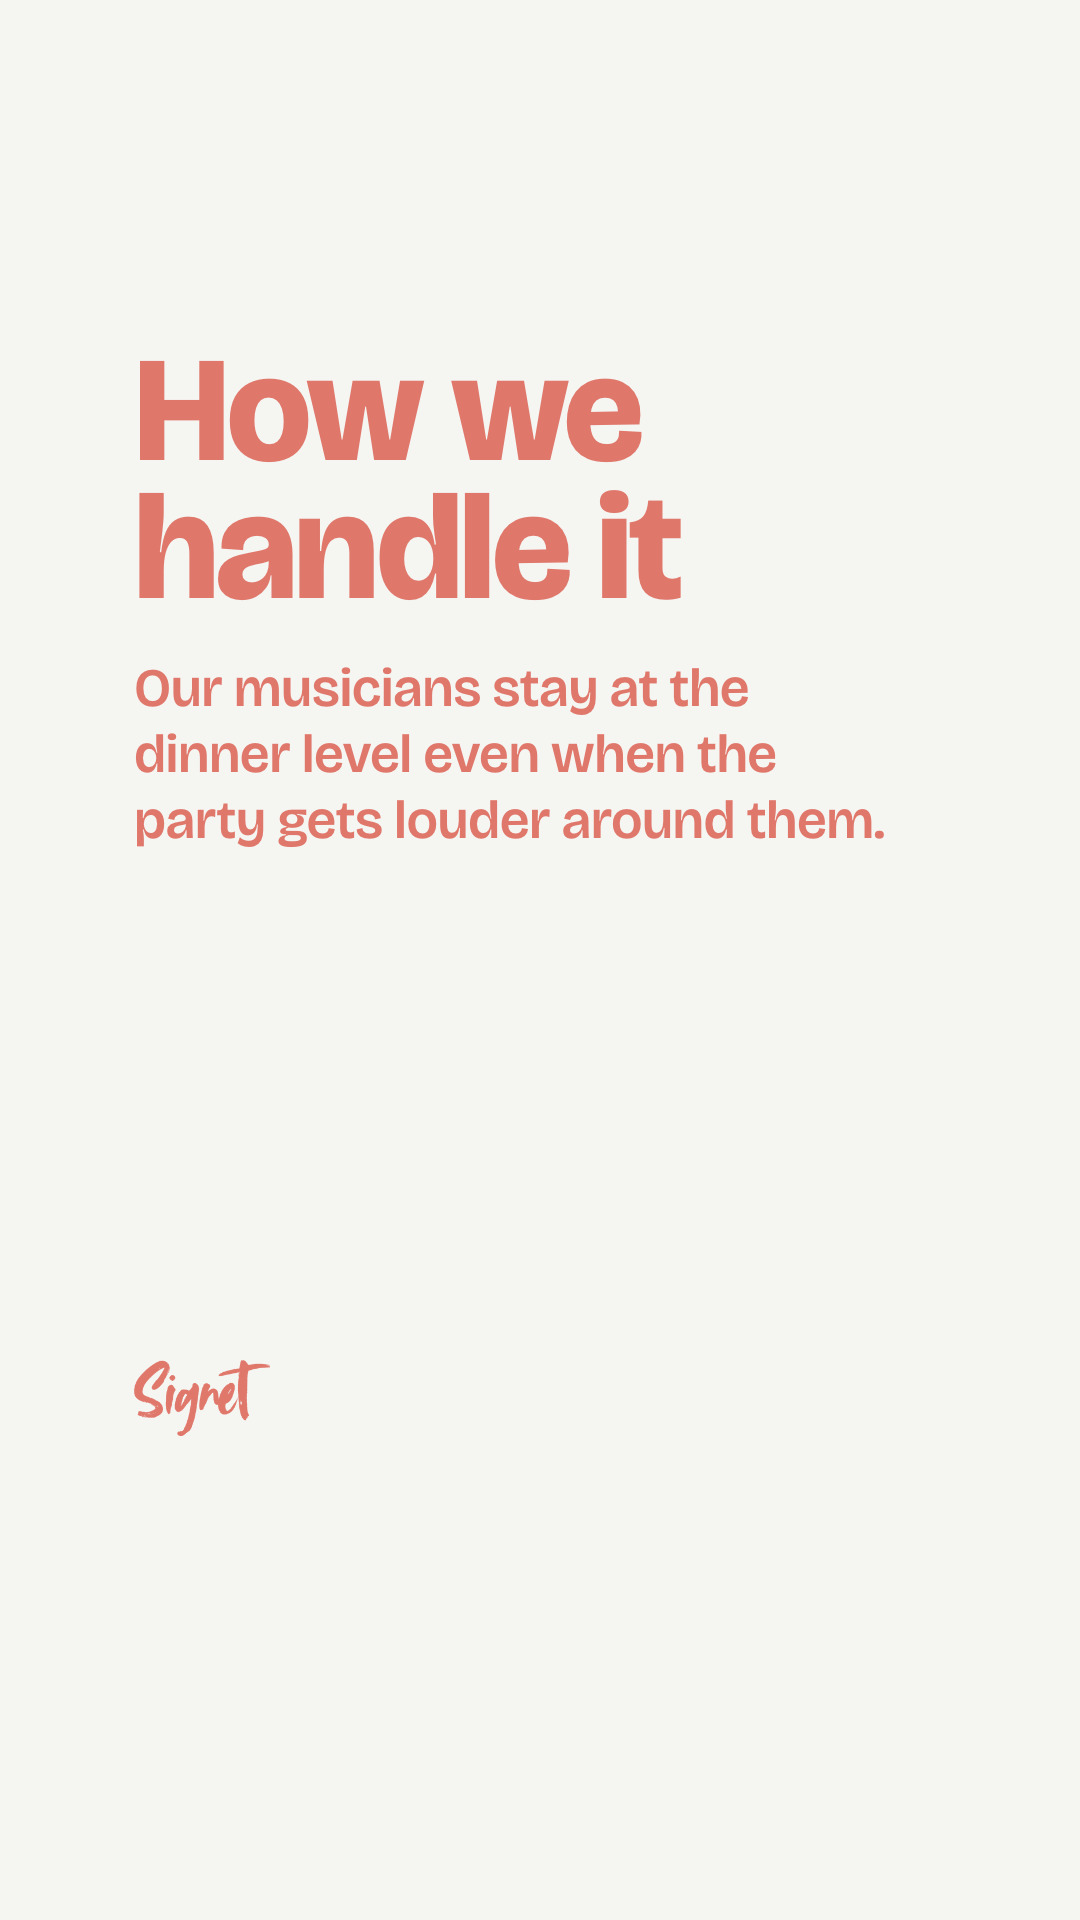 How we
handle it
Our musicians stay at the
dinner level even when the
party gets louder around them.
Signet